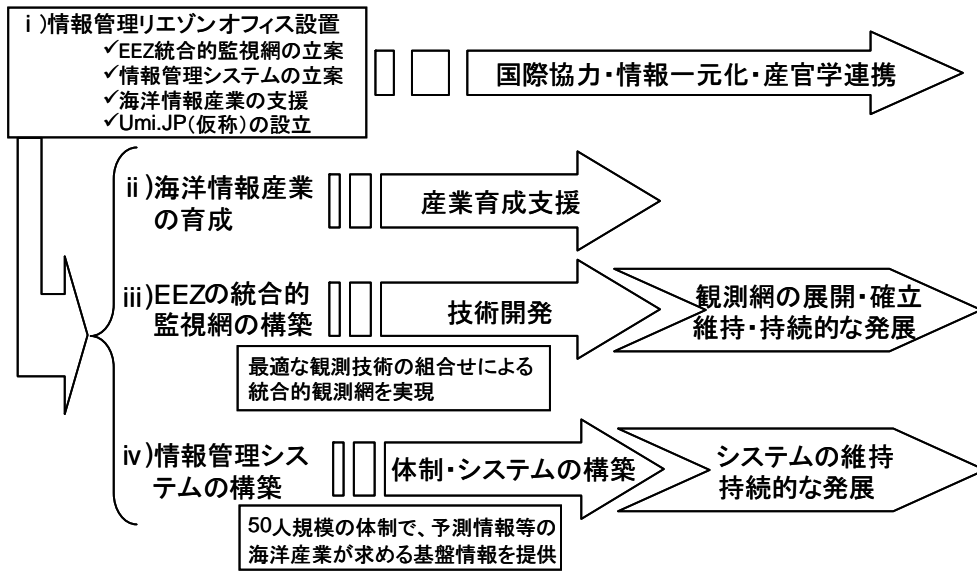 ⅰ)情報管理リエゾンオフィス設置
✓EEZ統合的監視網の立案
✓情報管理システムの立案
✓海洋情報産業の支援
✓Umi.JP(仮称)の設立
国際協力・情報一元化・産官学連携
ⅱ)海洋情報産業
の育成
産業育成支援
ⅲ)EEZの統合的
監視網の構築
技術開発
観測網の展開・確立
維持・持続的な発展
最適な観測技術の組合せによる
統合的観測網を実現
ⅳ)情報管理シス
テムの構築
体制・システムの構築
システムの維持
持続的な発展
50人規模の体制で、予測情報等の
海洋産業が求める基盤情報を提供